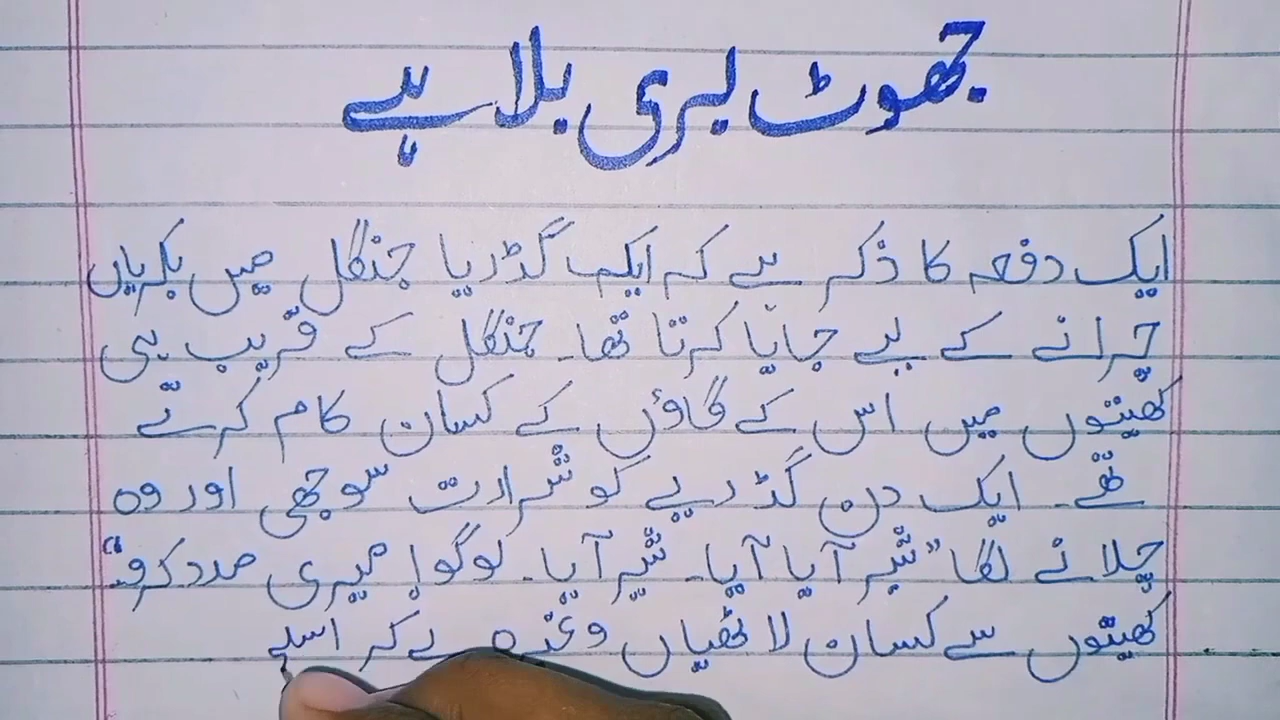 جھوٹ بری بلا ہے
ایک دفعہ کا ذکر ہے کہ ایک گڈریا جنگل میں بکریاں
چرانے کے لیے جایا کرتا تھا۔ جنگل کے قریب ہی
کھیتوں میں اس کے گاؤں کے کسان کام کرتے
تھے۔ ایک دن گڈریے کو شرارت سوجھی اور وہ
چلانے لگا "شیر آیا آیا۔ شیر آیا۔ لوگو! میری مدد کرو"
کھیتوں سے کسان لاٹھیاں وغیرہ لے کر